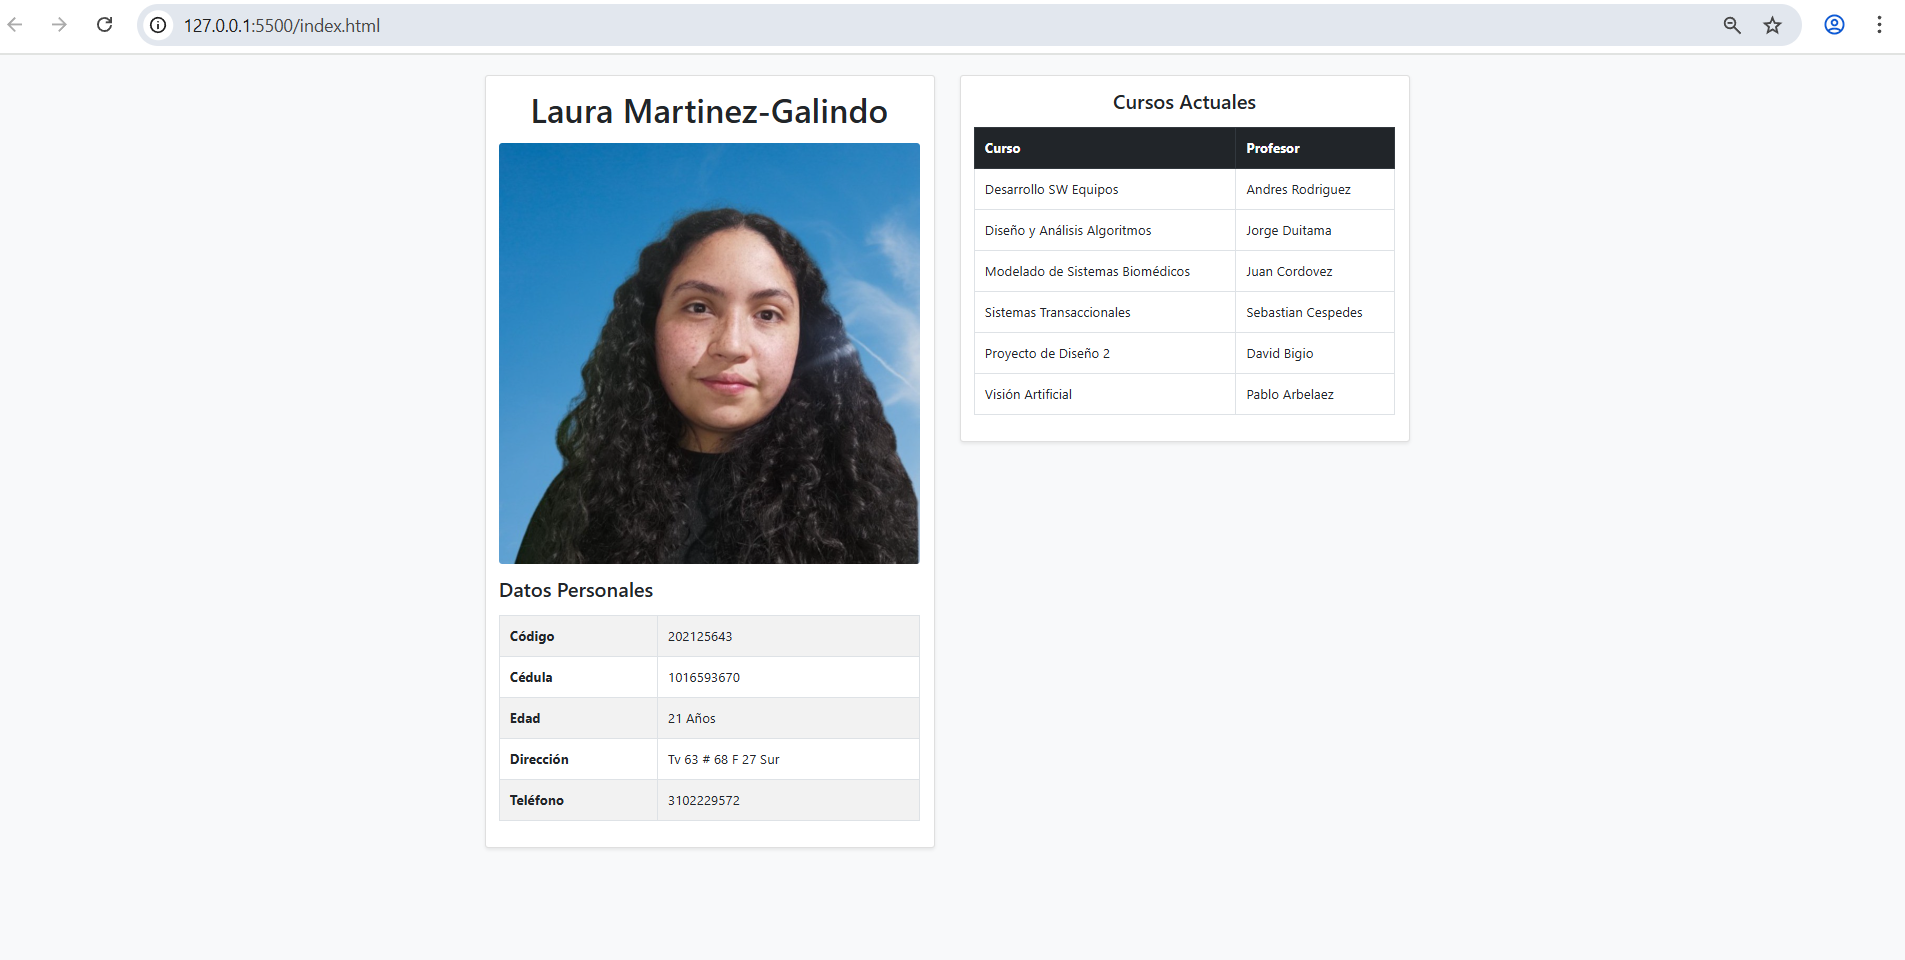 127.0.0.1:5500/index.html
Laura Martinez-Galindo
Datos Personales
Código 202125643
Cédula 1016593670
Edad 21 Años
Dirección Tv 63 # 68 F 27 Sur
Teléfono 3102229572
Cursos Actuales
Curso Profesor
Desarrollo SW Equipos Andres Rodriguez
Diseño y Análisis Algoritmos Jorge Duitama
Modelado de Sistemas Biomédicos Juan Cordovez
Sistemas Transaccionales Sebastian Cespedes
Proyecto de Diseño 2 David Bigio
Visión Artificial Pablo Arbelaez